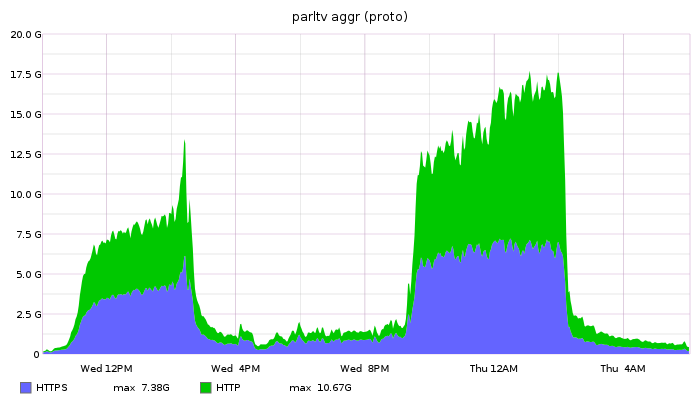 parltv aggr (proto)
20.0 G
17.5 G
15.0 G
12.5 G
10.0 G
7.5 G
5.0 G
2.5 G
0
Wed 12PM Wed 4PM Wed 8PM Thu 12AM Thu 4AM
HTTPS max 7.38G HTTP max 10.67G